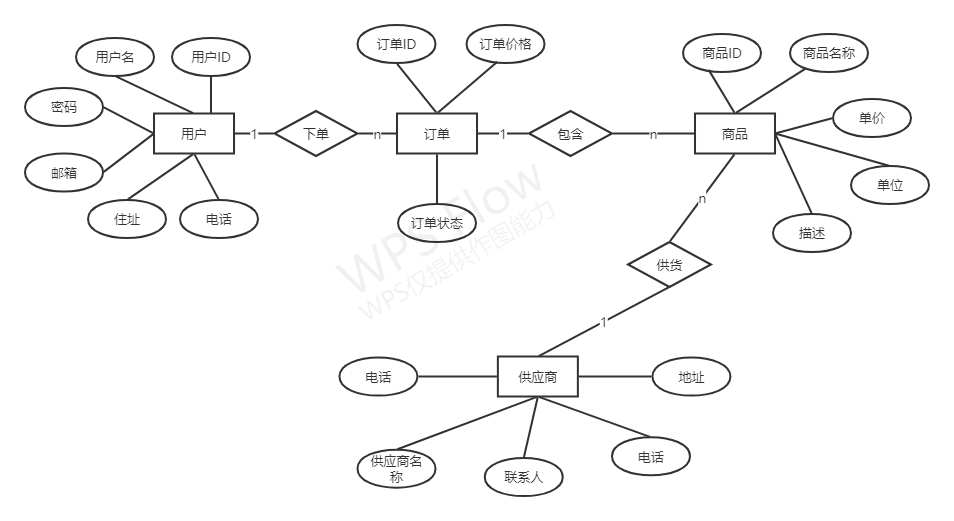 用户名
用户ID
订单ID
订单价格
商品ID
商品名称
密码
单价
用户
1
下单
n
订单
1
包含
n
商品
邮箱
单位
住址
电话
n
订单状态
描述
WPS Flow
WPS仅提供作图能力
供货
1
电话
供应商
地址
供应商名
称
联系人
电话